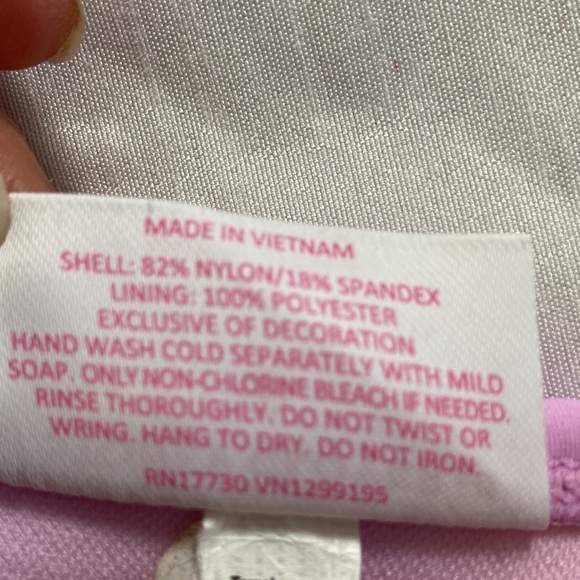 MADE IN VIETNAM
SHELL: 82% NYLON/18% SPANDEX
LINING: 100% POLYESTER
EXCLUSIVE OF DECORATION
HAND WASH COLD SEPARATELY WITH MILD
SOAP. ONLY NON-CHLORINE BLEACH IF NEEDED.
RINSE THOROUGHLY. DO NOT TWIST OR
WRING. HANG TO DRY. DO NOT IRON.
RN17730 VN1299195